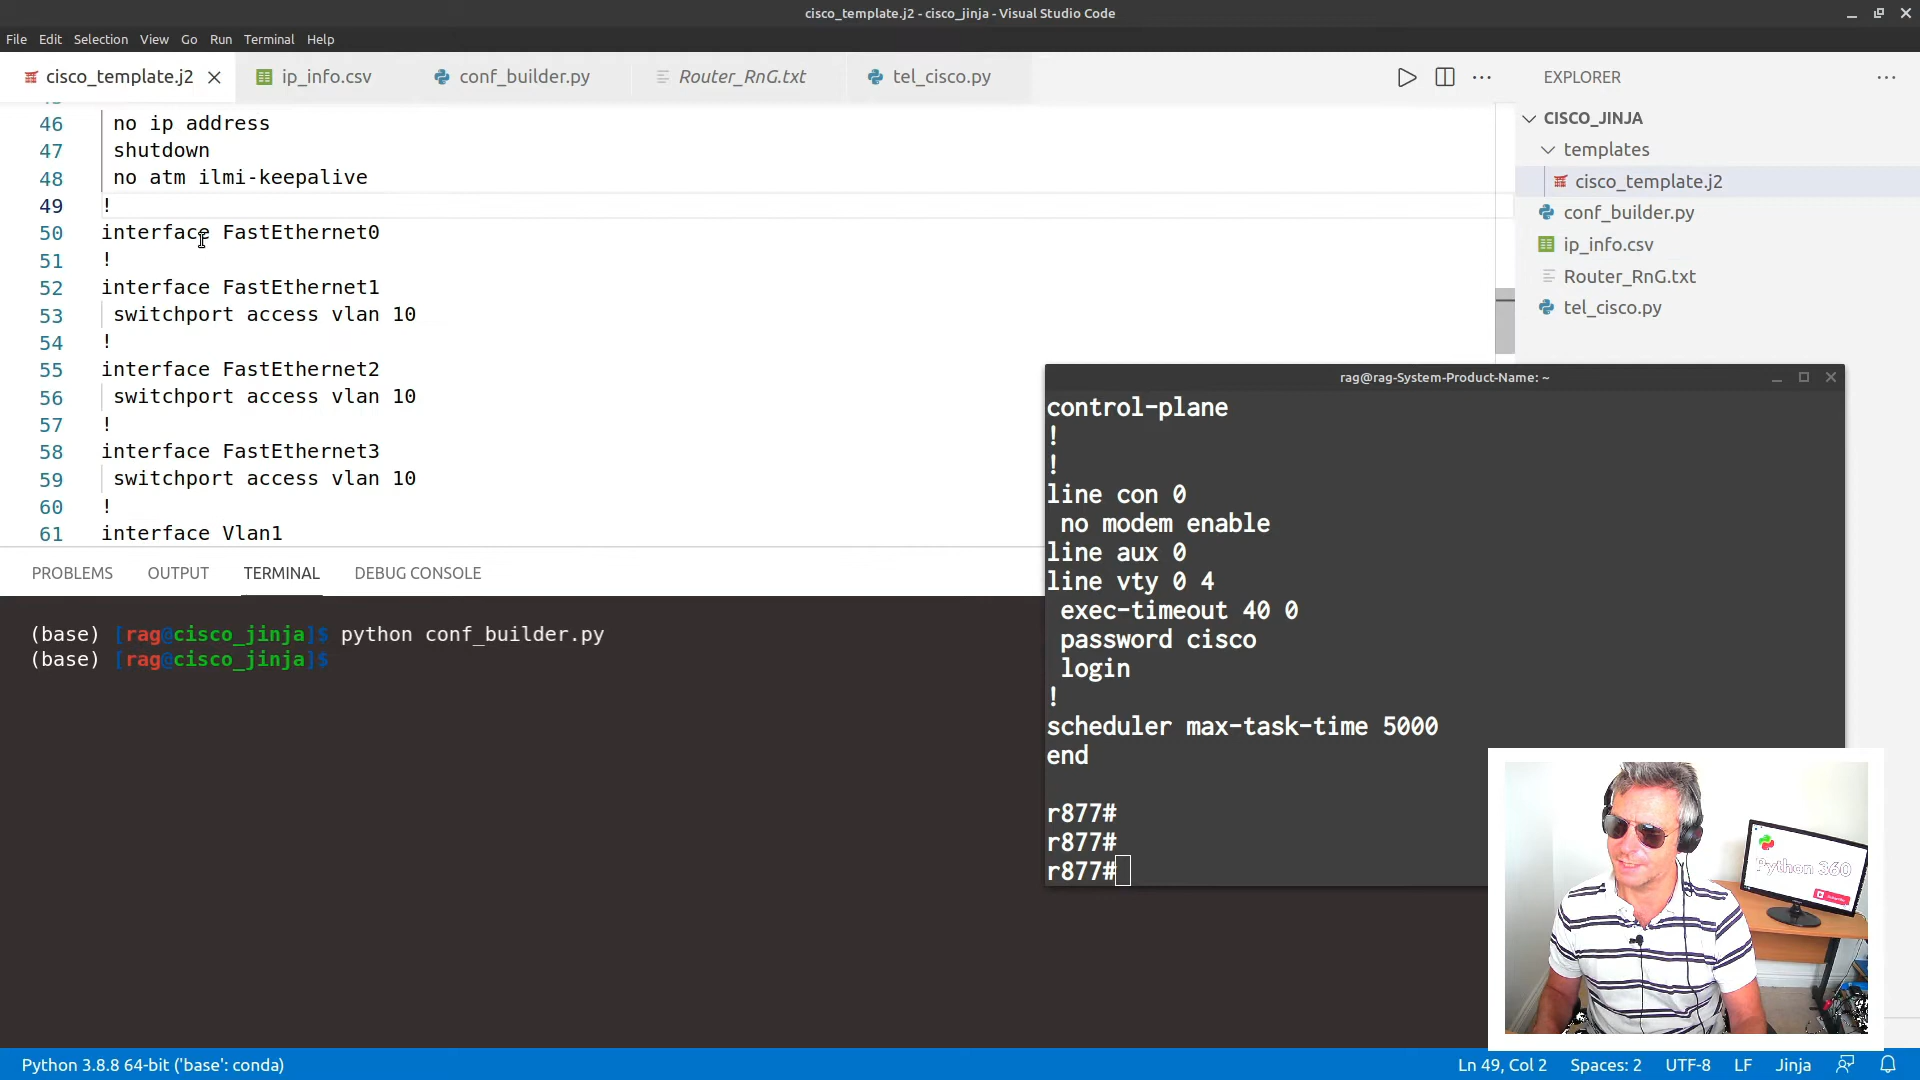 cisco_template.j2 - cisco_jinja - Visual Studio Code
File Edit Selection View Go Run Terminal Help
cisco_template.j2 ip_info.csv conf_builder.py Router_RnG.txt tel_cisco.py
46 no ip address
47 shutdown
48 no atm ilmi-keepalive
49 !
50 interface FastEthernet0
51 !
52 interface FastEthernet1
53 switchport access vlan 10
54 !
55 interface FastEthernet2
56 switchport access vlan 10
57 !
58 interface FastEthernet3
59 switchport access vlan 10
60 !
61 interface Vlan1
EXPLORER
CISCO_JINJA
templates
cisco_template.j2
conf_builder.py
ip_info.csv
Router_RnG.txt
tel_cisco.py
PROBLEMS OUTPUT TERMINAL DEBUG CONSOLE
(base) [rag@cisco_jinja]$ python conf_builder.py
(base) [rag@cisco_jinja]$
rag@rag-System-Product-Name: ~
control-plane
!
!
line con 0
no modem enable
line aux 0
line vty 0 4
exec-timeout 40 0
password cisco
login
!
scheduler max-task-time 5000
end
r877#
r877#
r877#
Python 360
Python 3.8.8 64-bit ('base': conda)
Ln 49, Col 2 Spaces: 2 UTF-8 LF Jinja